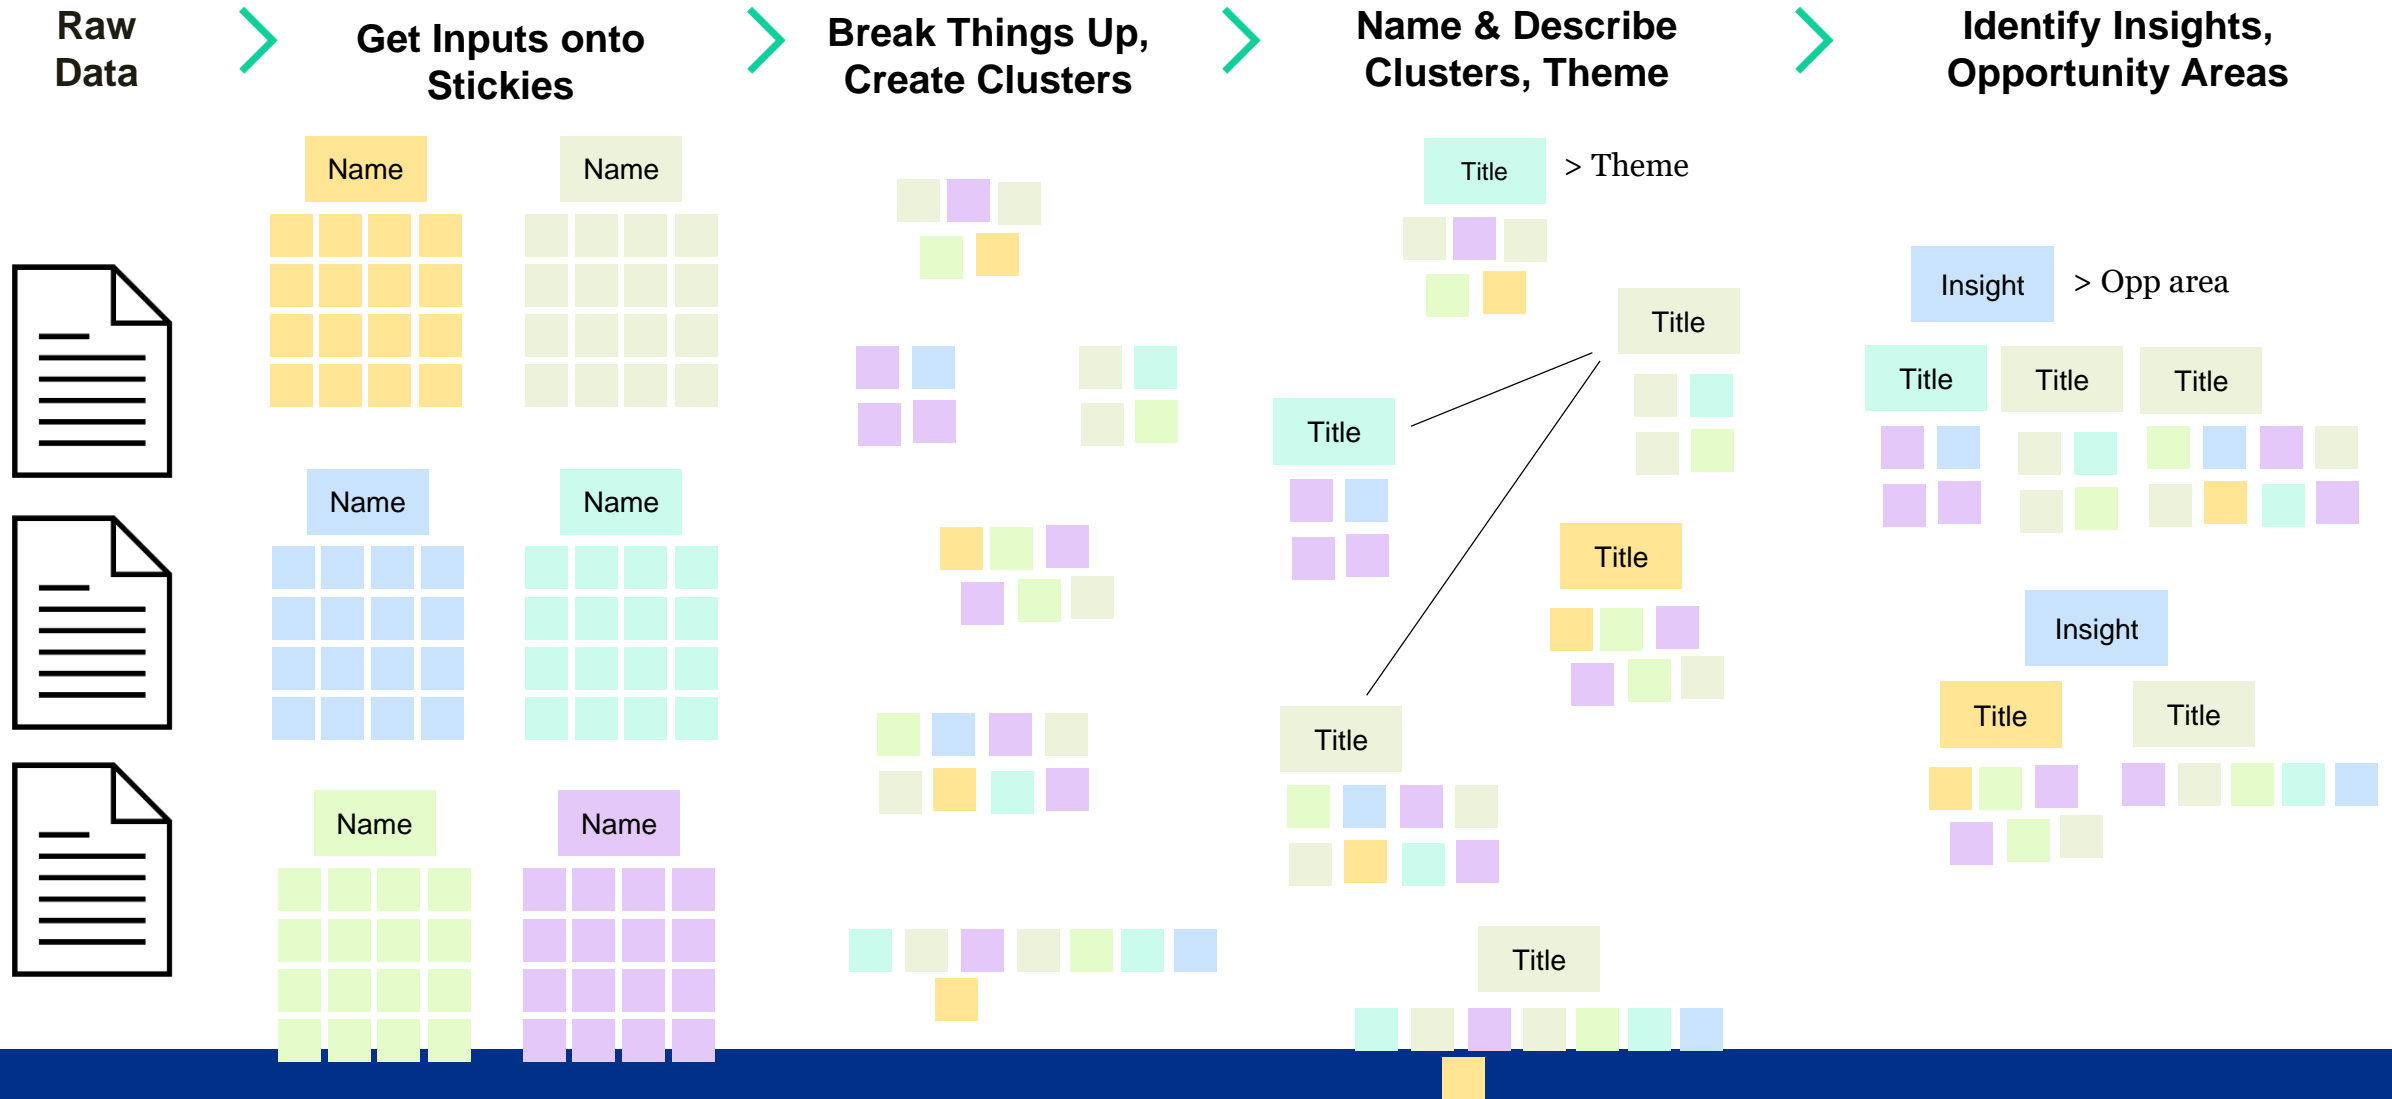 Raw
Data
Get Inputs onto
Stickies
Break Things Up,
Create Clusters
Name & Describe
Clusters, Theme
Identify Insights,
Opportunity Areas
Name
Name
Name
Name
Name
Name
Title
> Theme
Title
Title
Title
Title
Title
Insight
> Opp area
Title
Title
Title
Insight
Title
Title